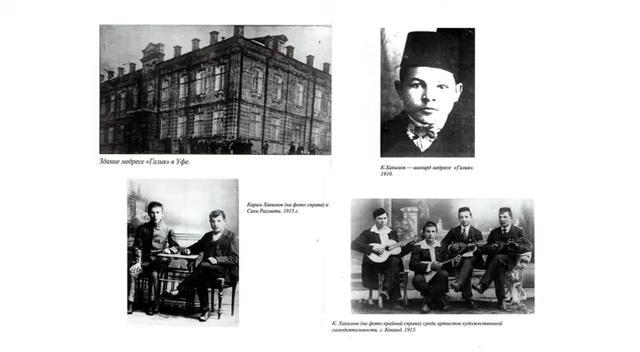 Здание медресе «Галия» в Уфе.
К.Хакимов — шакирд медресе «Галия».
1910.
Карим Хакимов (на фото справа) и
Саги Рахмати. 1915 г.
К. Хакимов (на фото крайний справа) среди артистов художественной
самодеятельности, г. Коканд, 1915.